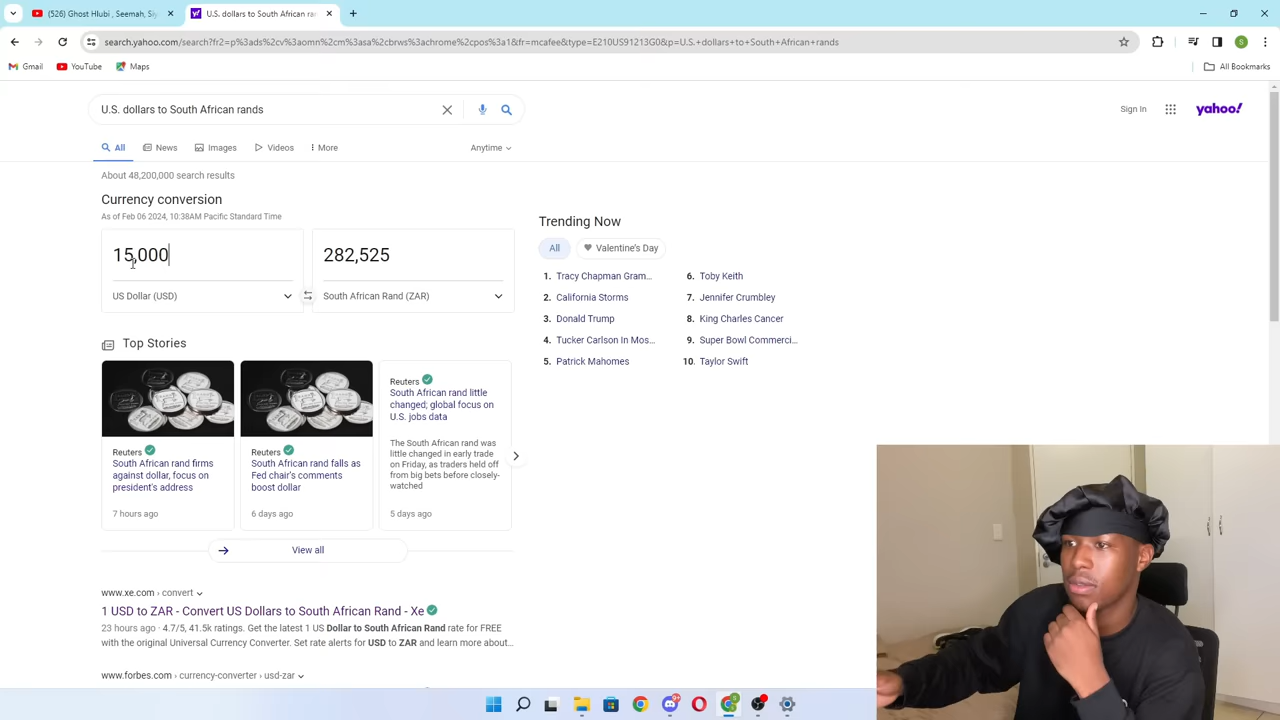 (526) Ghost Hlubi , Seemah, Siy
U.S. dollars to South African ran
search.yahoo.com/search?fr2=p%3ads%2cv%3aomn%2cm%3asa%2cbrws%3achrome%2cpos%3a1&fr=mcafee&type=E210US91213G0&p=U.S.+dollars+to+South+African+rands
S
Gmail
YouTube
Maps
All Bookmarks
U.S. dollars to South African rands
Sign In
yahoo!
All
News
Images
Videos
More
Anytime
About 48,200,000 search results
Currency conversion
As of Feb 06 2024, 10:38AM Pacific Standard Time
15,000
282,525
US Dollar (USD)
South African Rand (ZAR)
Trending Now
All
Valentine's Day
1. Tracy Chapman Gram...
2. California Storms
3. Donald Trump
4. Tucker Carlson In Mos...
5. Patrick Mahomes
6. Toby Keith
7. Jennifer Crumbley
8. King Charles Cancer
9. Super Bowl Commerci...
10. Taylor Swift
Top Stories
Reuters
South African rand firms
against dollar, focus on
president's address
7 hours ago
Reuters
South African rand falls as
Fed chair's comments
boost dollar
6 days ago
Reuters
South African rand little
changed; global focus on
U.S. jobs data
The South African rand was
little changed in early trade
on Friday, as traders held off
from big bets before closely-
watched
5 days ago
View all
www.xe.com › convert
1 USD to ZAR - Convert US Dollars to South African Rand - Xe
23 hours ago · 4.7/5, 41.5k ratings. Get the latest 1 US Dollar to South African Rand rate for FREE
with the original Universal Currency Converter. Set rate alerts for USD to ZAR and learn more about...
www.forbes.com › currency-converter › usd-zar
9+